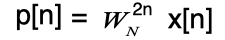 p[n] = W_N^{2n} x[n]